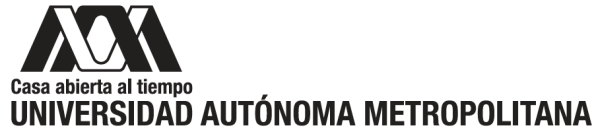 Casa abierta al tiempo
UNIVERSIDAD AUTÓNOMA METROPOLITANA